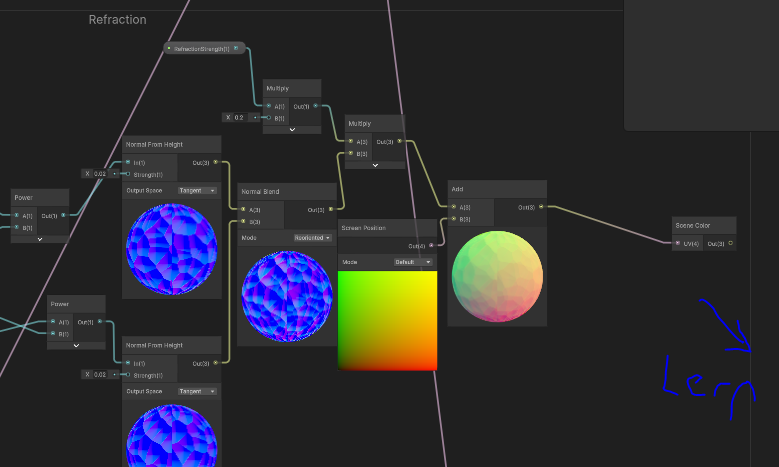 Refraction
RefractionStrength(1)
Multiply
A(1) Out(1)
X 0.2 B(1)
Multiply
A(3) Out(3)
B(3)
Normal From Height
In(1) Out(3)
X 0.02 Strength(1)
Output Space Tangent
Power
A(1) Out(1)
B(1)
Normal Blend
A(3) Out(3)
B(3)
Mode Reoriented
Screen Position
Out(4)
Mode Default
Add
A(3) Out(3)
B(3)
Scene Color
UV(4) Out(3)
Power
A(1) Out(1)
B(1)
Normal From Height
In(1) Out(3)
X 0.02 Strength(1)
Output Space Tangent
Lerp